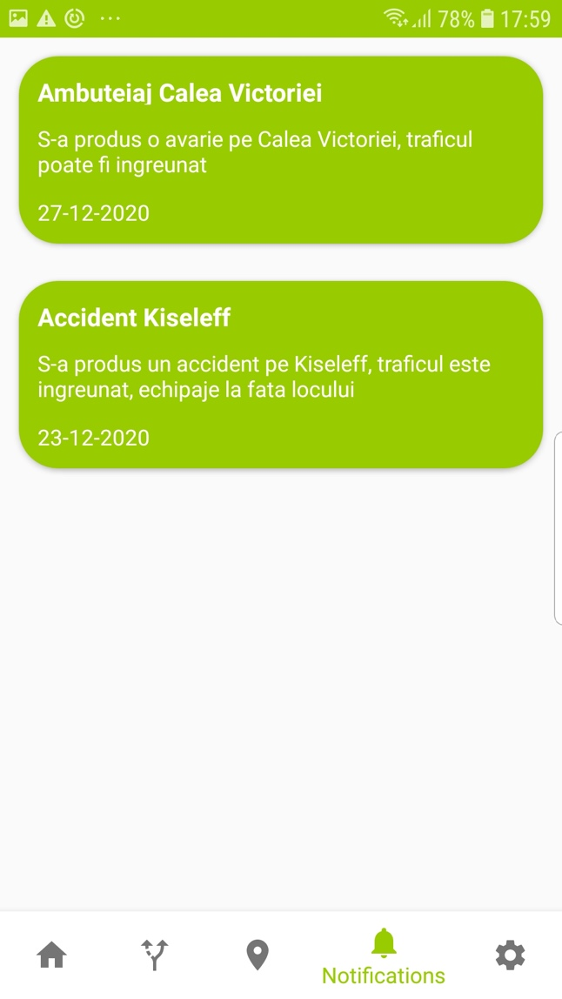 78% 17:59
Ambuteiaj Calea Victoriei
S-a produs o avarie pe Calea Victoriei, traficul
poate fi ingreunat
27-12-2020
Accident Kiseleff
S-a produs un accident pe Kiseleff, traficul este
ingreunat, echipaje la fata locului
23-12-2020
Notifications